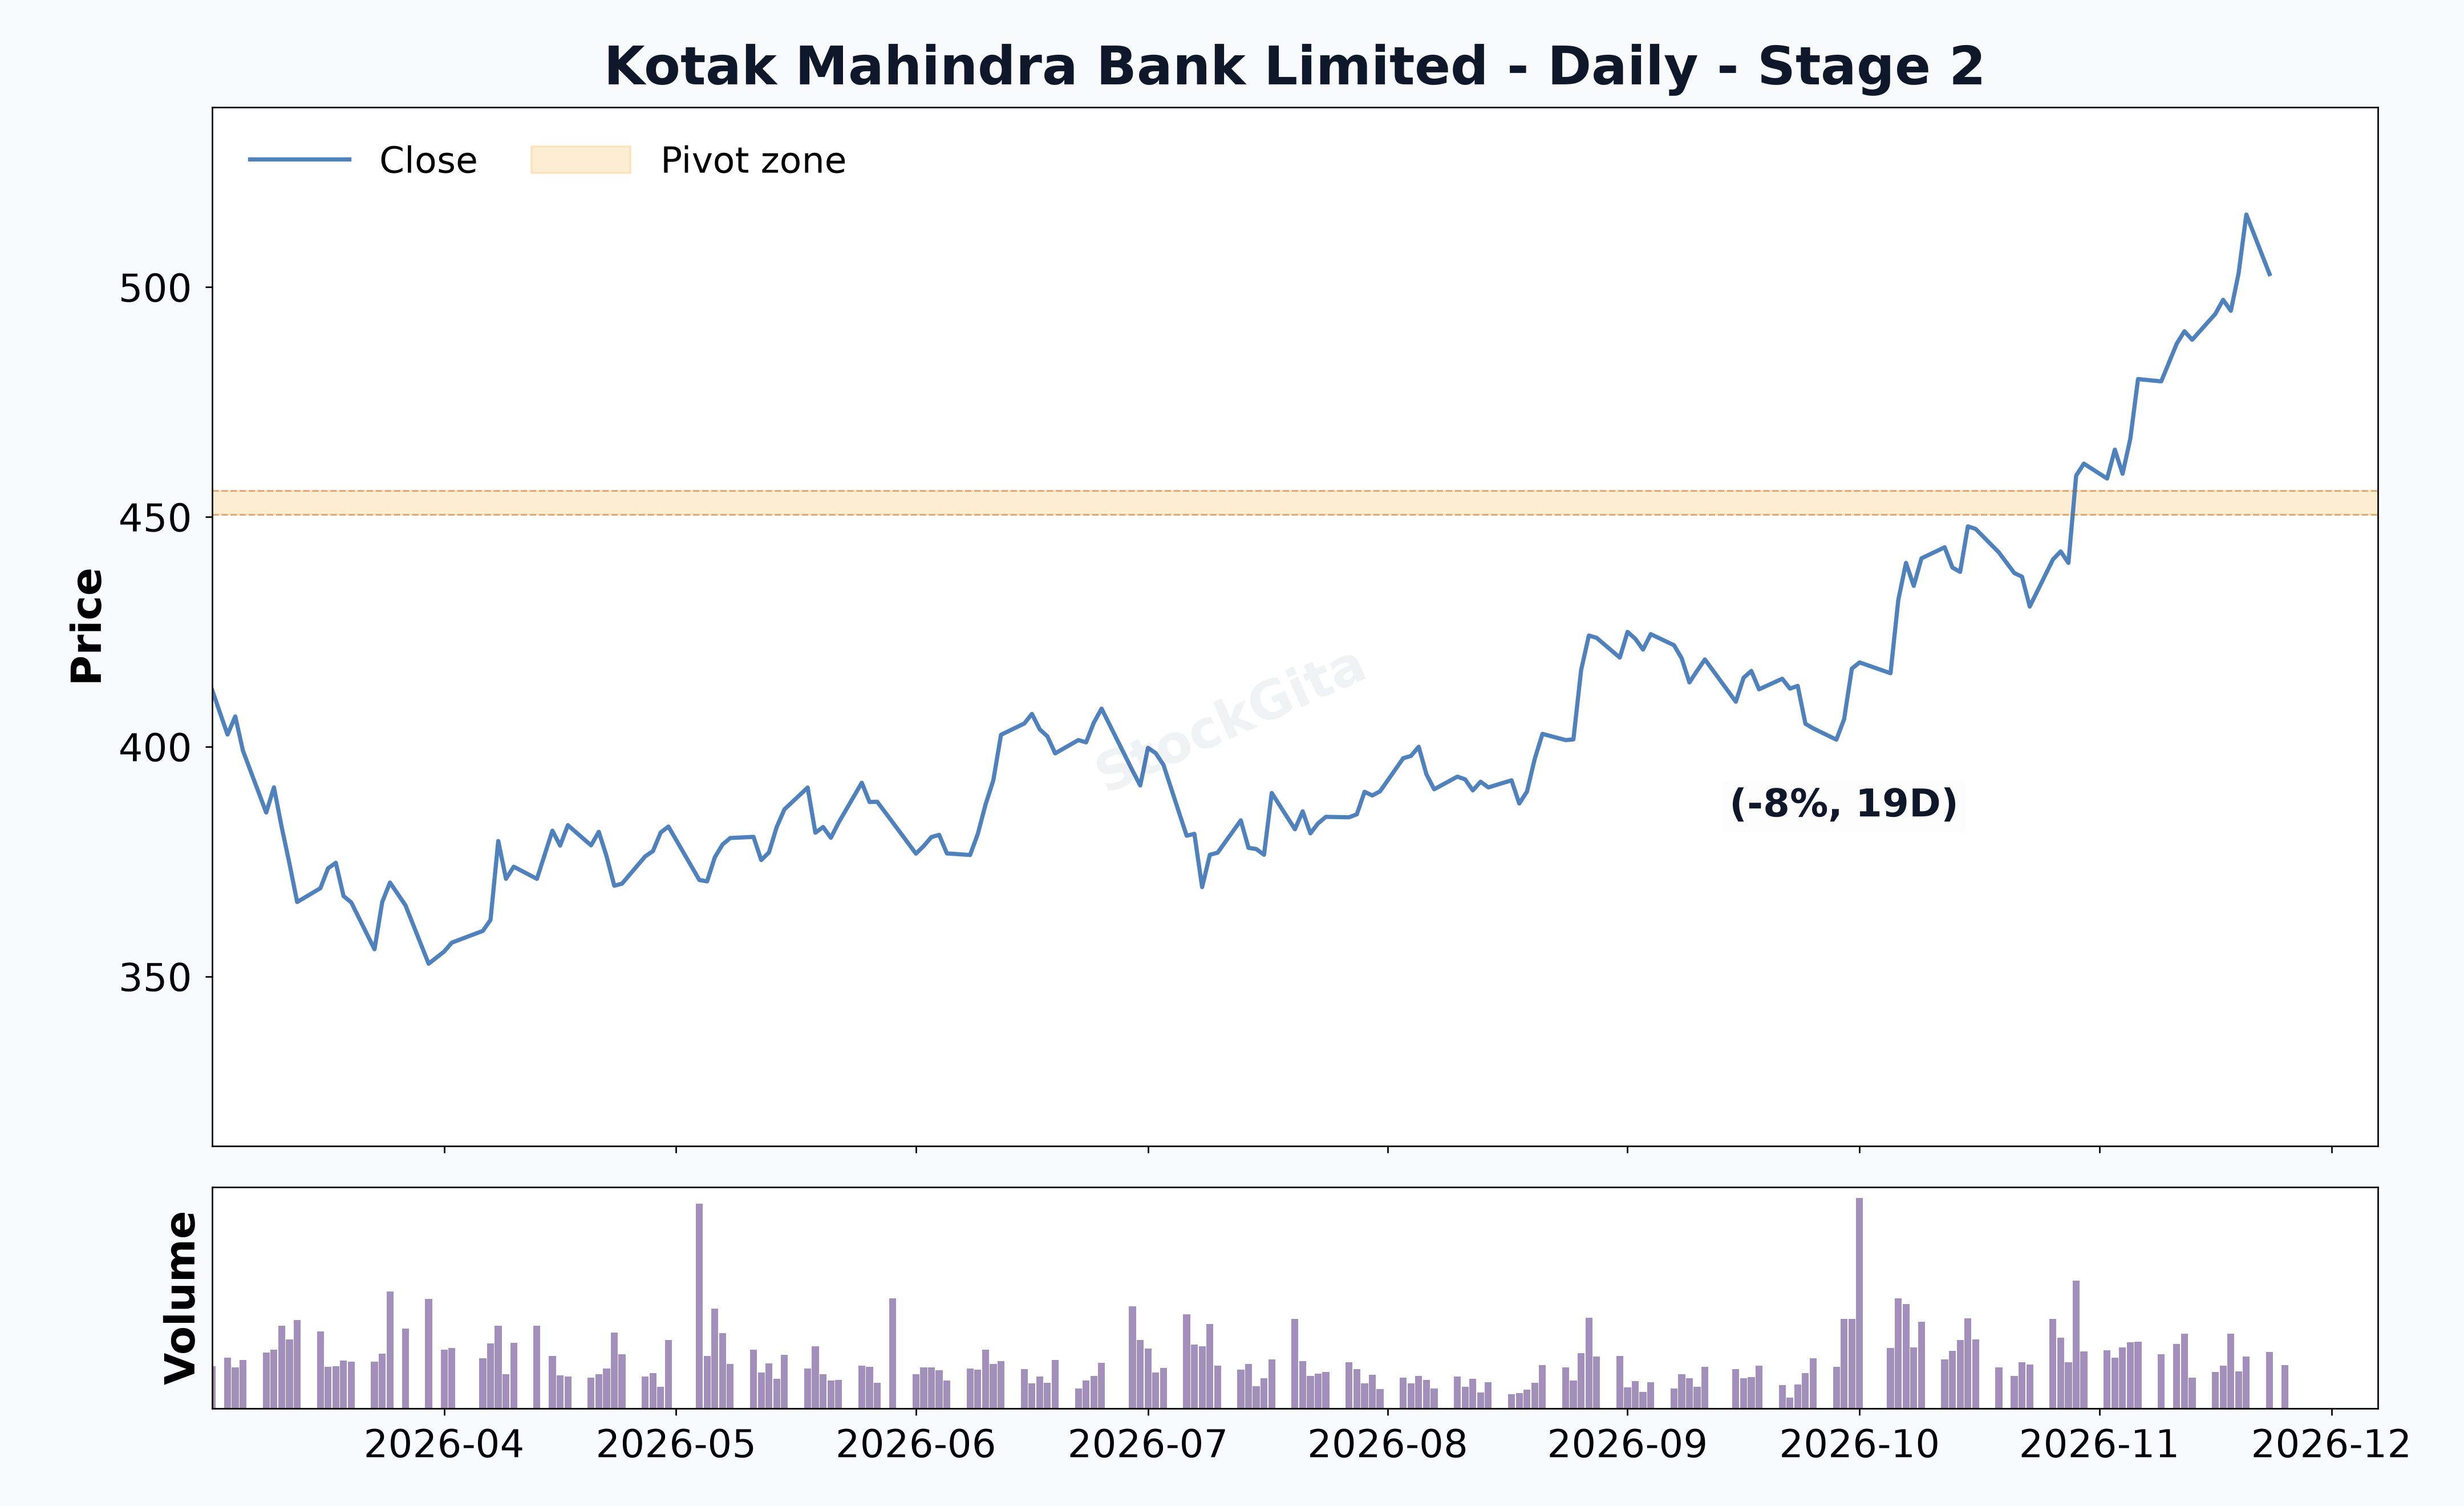 Kotak Mahindra Bank Limited - Daily - Stage 2
Close
Pivot zone
500
450
400
350
Price
StockGita
(-8%, 19D)
Volume
2026-04
2026-05
2026-06
2026-07
2026-08
2026-09
2026-10
2026-11
2026-12